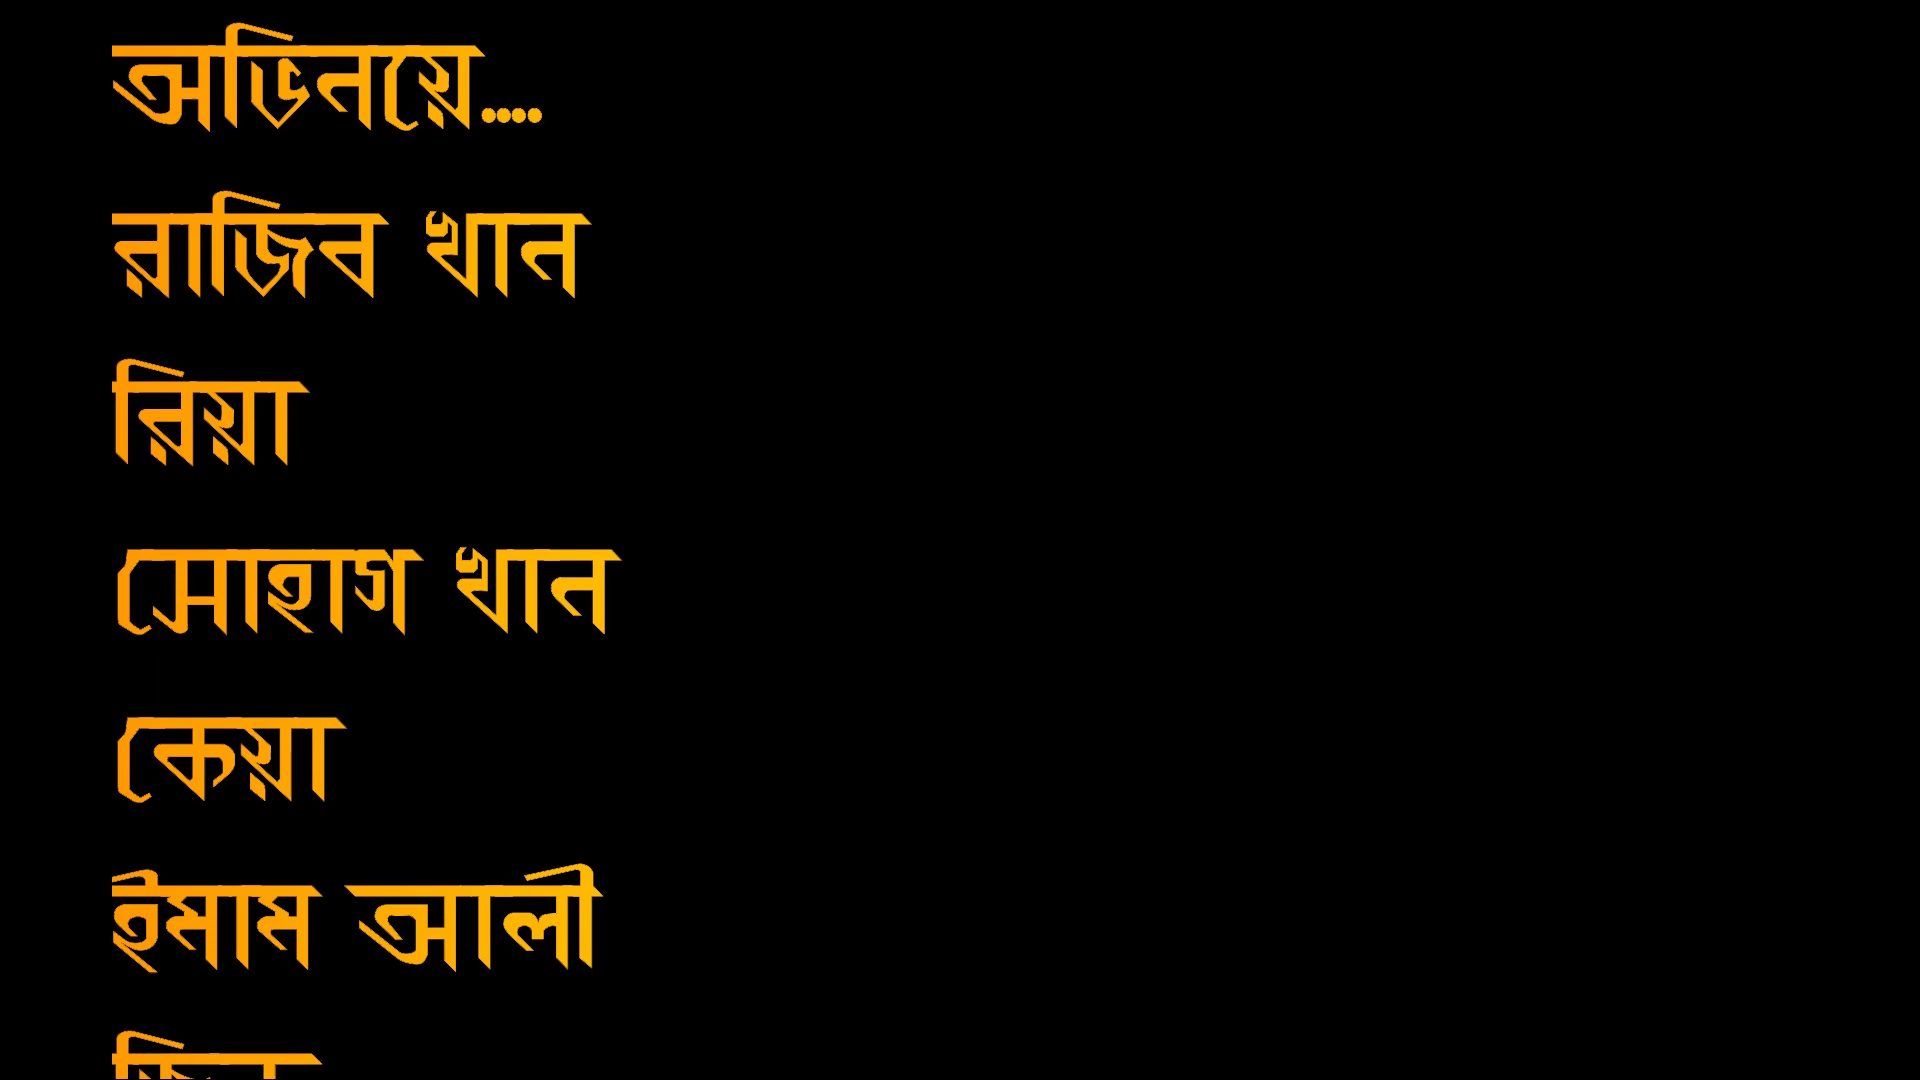 অভিনয়ে....
রাজিব খান
রিয়া
সোহাগ খান
কেয়া
ইমাম আলী